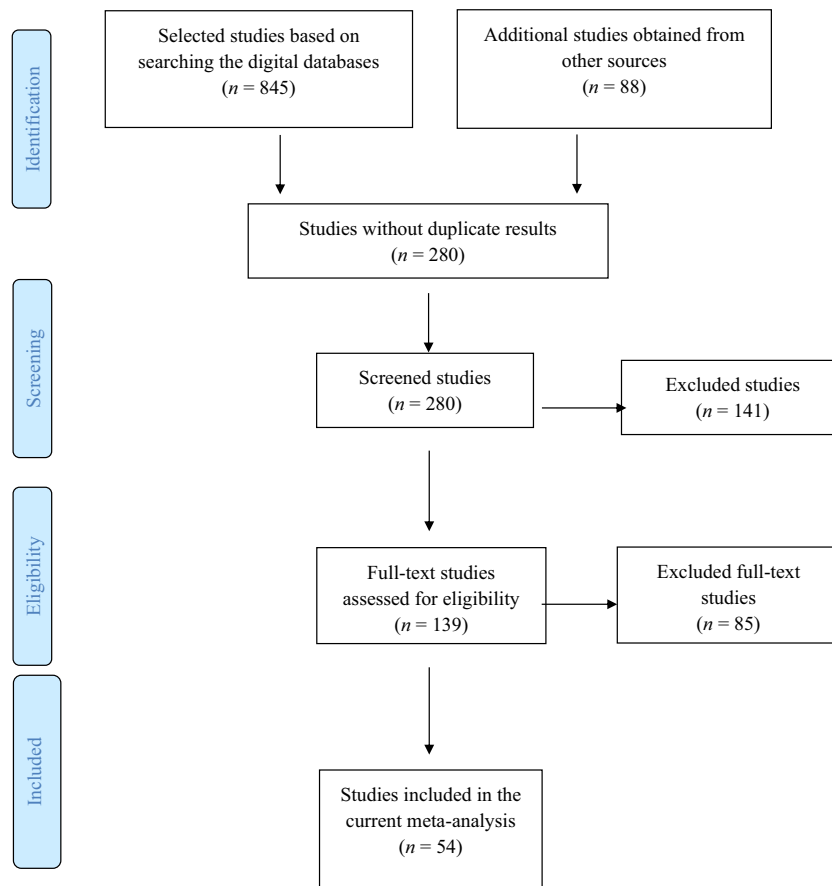 Identification
Selected studies based on
searching the digital databases
(n = 845)
Additional studies obtained from
other sources
(n = 88)
Studies without duplicate results
(n = 280)
Screening
Screened studies
(n = 280)
Excluded studies
(n = 141)
Eligibility
Full-text studies
assessed for eligibility
(n = 139)
Excluded full-text
studies
(n = 85)
Included
Studies included in the
current meta-analysis
(n = 54)